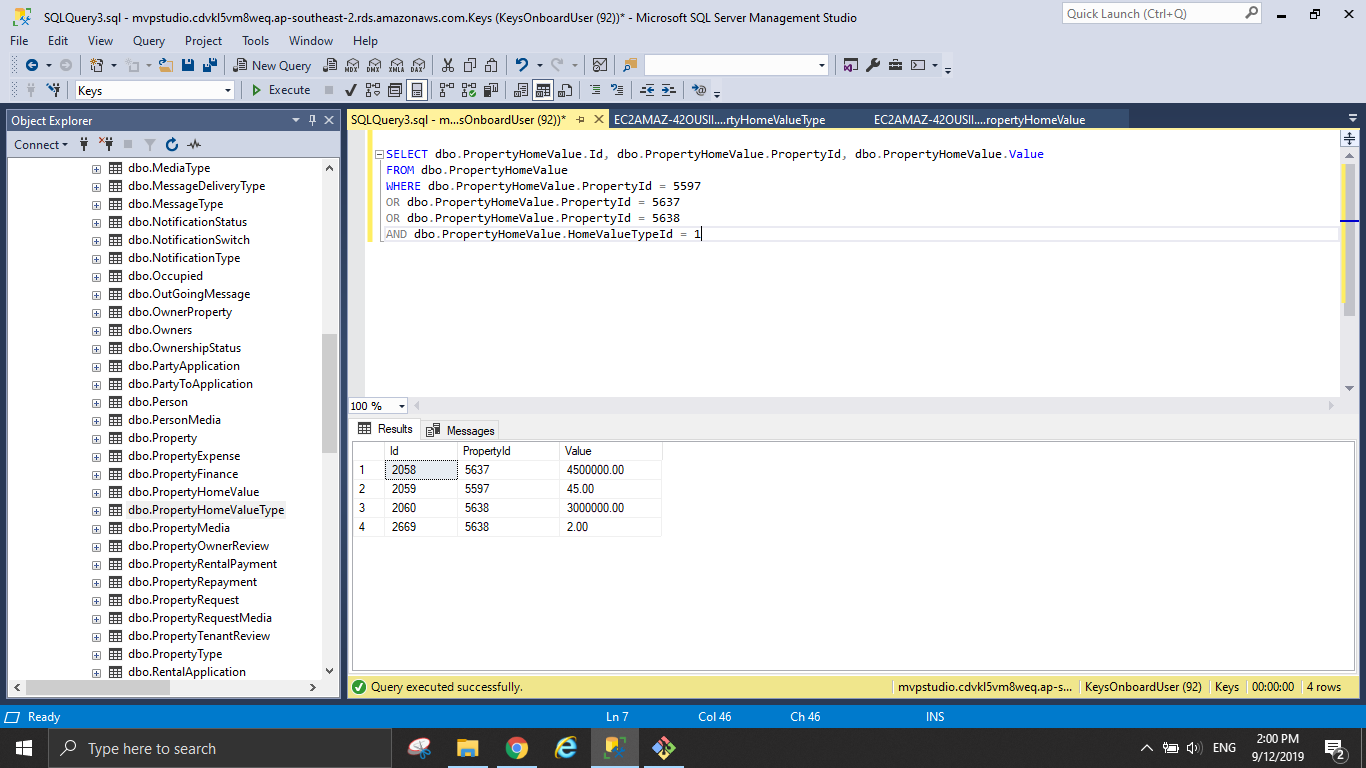 SQLQuery3.sql - mvpstudio.cdvkl5vm8weq.ap-southeast-2.rds.amazonaws.com.Keys (KeysOnboardUser (92))* - Microsoft SQL Server Management Studio
Quick Launch (Ctrl+Q)
File Edit View Query Project Tools Window Help
New Query
MDX DMX XMLA DAX
Keys
Execute
Object Explorer
SQLQuery3.sql - m...sOnboardUser (92))*
EC2AMAZ-42OUSII....rtyHomeValueType
EC2AMAZ-42OUSII....ropertyHomeValue
Connect
dbo.MediaType
dbo.MessageDeliveryType
dbo.MessageType
dbo.NotificationStatus
dbo.NotificationSwitch
dbo.NotificationType
dbo.Occupied
dbo.OutGoingMessage
dbo.OwnerProperty
dbo.Owners
dbo.OwnershipStatus
dbo.PartyApplication
dbo.PartyToApplication
dbo.Person
dbo.PersonMedia
dbo.Property
dbo.PropertyExpense
dbo.PropertyFinance
dbo.PropertyHomeValue
dbo.PropertyHomeValueType
dbo.PropertyMedia
dbo.PropertyOwnerReview
dbo.PropertyRentalPayment
dbo.PropertyRepayment
dbo.PropertyRequest
dbo.PropertyRequestMedia
dbo.PropertyTenantReview
dbo.PropertyType
dbo.RentalApplication
SELECT dbo.PropertyHomeValue.Id, dbo.PropertyHomeValue.PropertyId, dbo.PropertyHomeValue.Value
FROM dbo.PropertyHomeValue
WHERE dbo.PropertyHomeValue.PropertyId = 5597
OR dbo.PropertyHomeValue.PropertyId = 5637
OR dbo.PropertyHomeValue.PropertyId = 5638
AND dbo.PropertyHomeValue.HomeValueTypeId = 1
100 %
Results Messages
Id PropertyId Value
1 2058 5637 4500000.00
2 2059 5597 45.00
3 2060 5638 3000000.00
4 2669 5638 2.00
Query executed successfully.
mvpstudio.cdvkl5vm8weq.ap-s... KeysOnboardUser (92) Keys 00:00:00 4 rows
Ready Ln 7 Col 46 Ch 46 INS
Type here to search
ENG
2:00 PM
9/12/2019
2